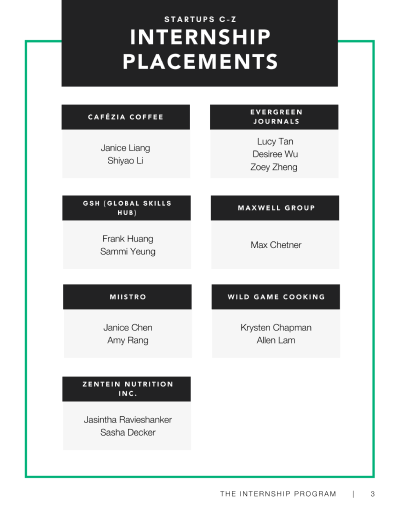 STARTUPS C-Z
INTERNSHIP
PLACEMENTS
CAFÉZIA COFFEE
Janice Liang
Shiyao Li
EVERGREEN
JOURNALS
Lucy Tan
Desiree Wu
Zoey Zheng
GSH (GLOBAL SKILLS
HUB)
Frank Huang
Sammi Yeung
MAXWELL GROUP
Max Chetner
MIISTRO
Janice Chen
Amy Rang
WILD GAME COOKING
Krysten Chapman
Allen Lam
ZENTEIN NUTRITION
INC.
Jasintha Ravieshanker
Sasha Decker
THE INTERNSHIP PROGRAM | 3